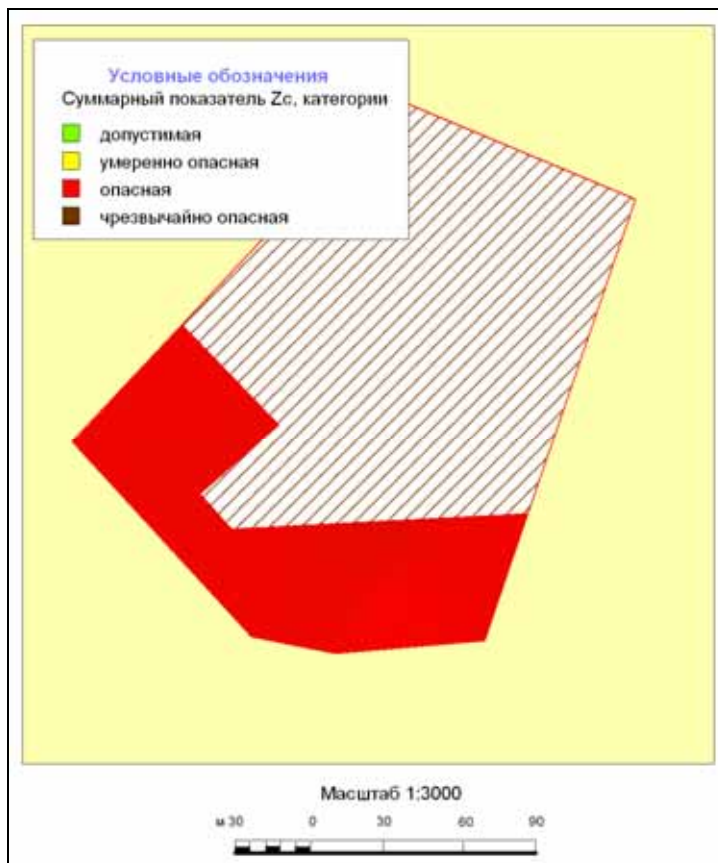 Условные обозначения
Суммарный показатель Zс, категории
допустимая
умеренно опасная
опасная
чрезвычайно опасная
Масштаб 1:3000
м 30 0 30 60 90